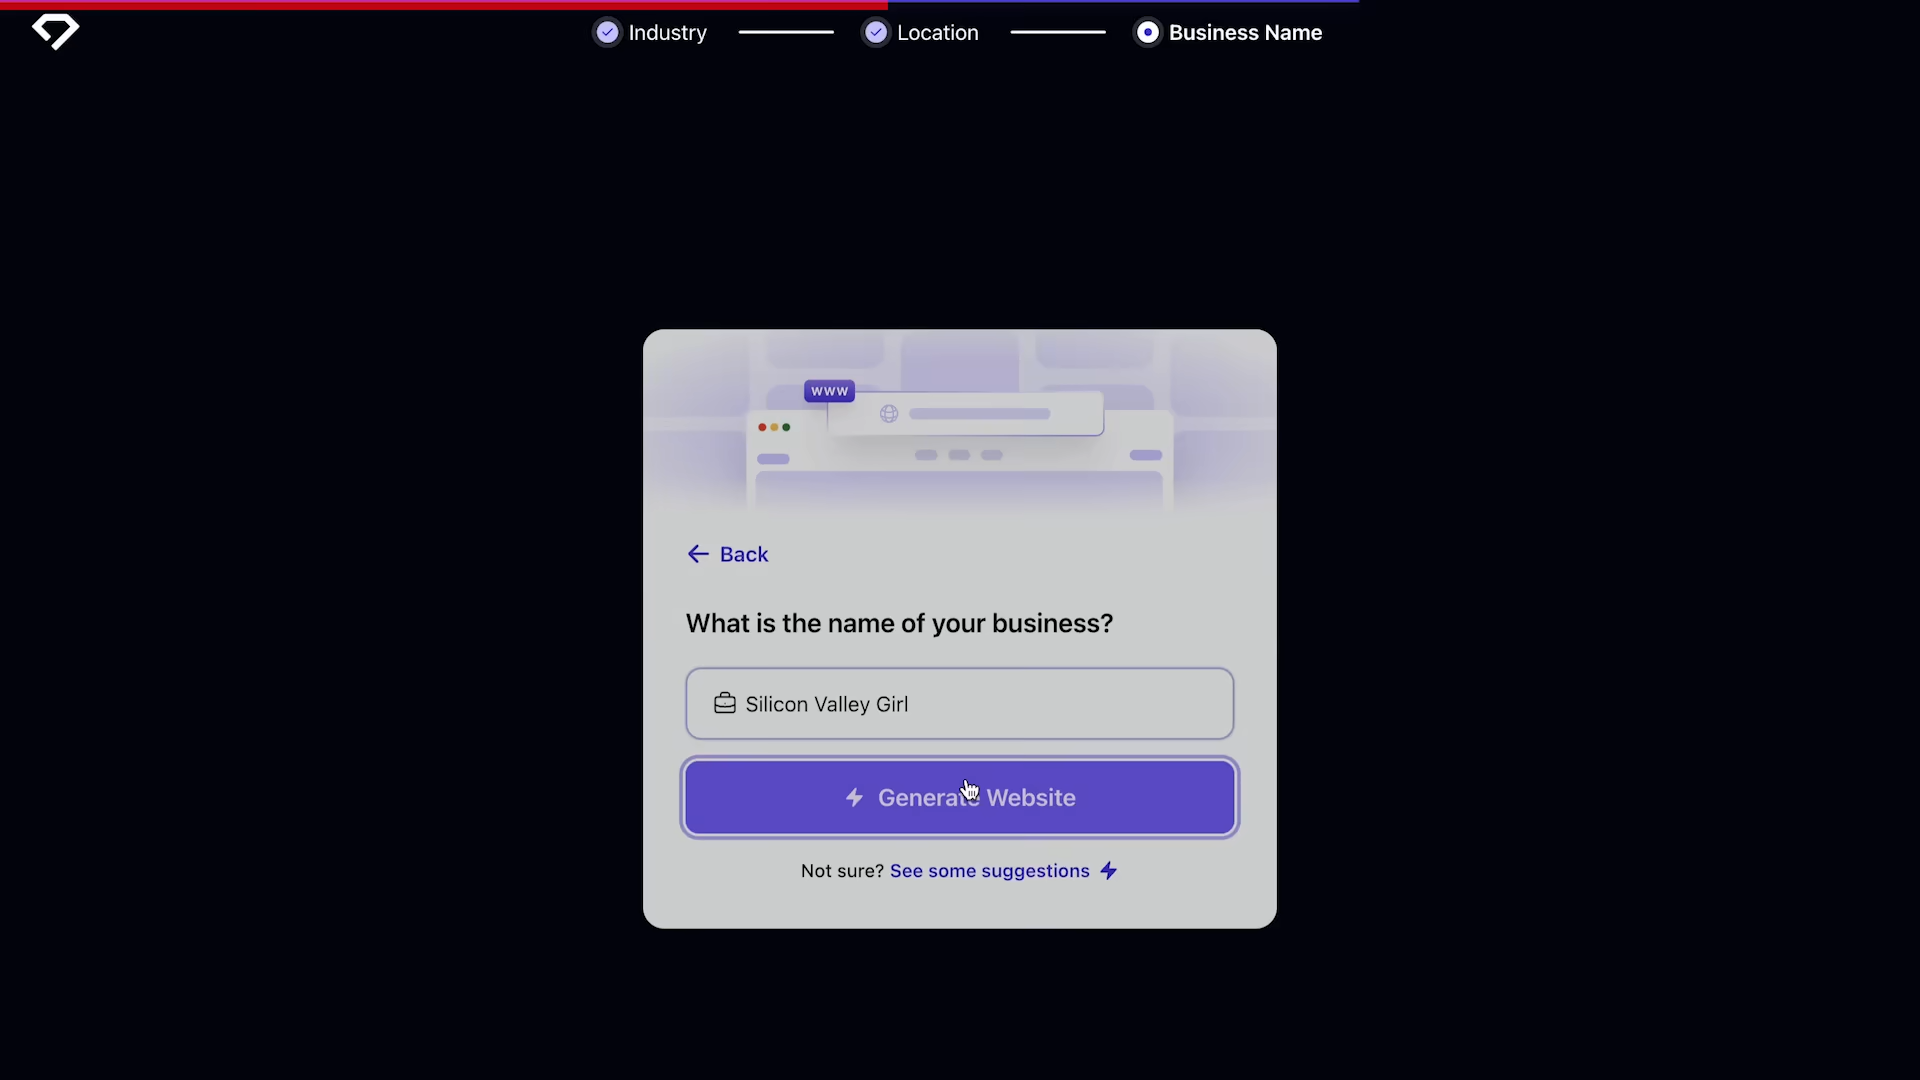 Industry
Location
Business Name
www
Back
What is the name of your business?
Silicon Valley Girl
Generate Website
Not sure? See some suggestions